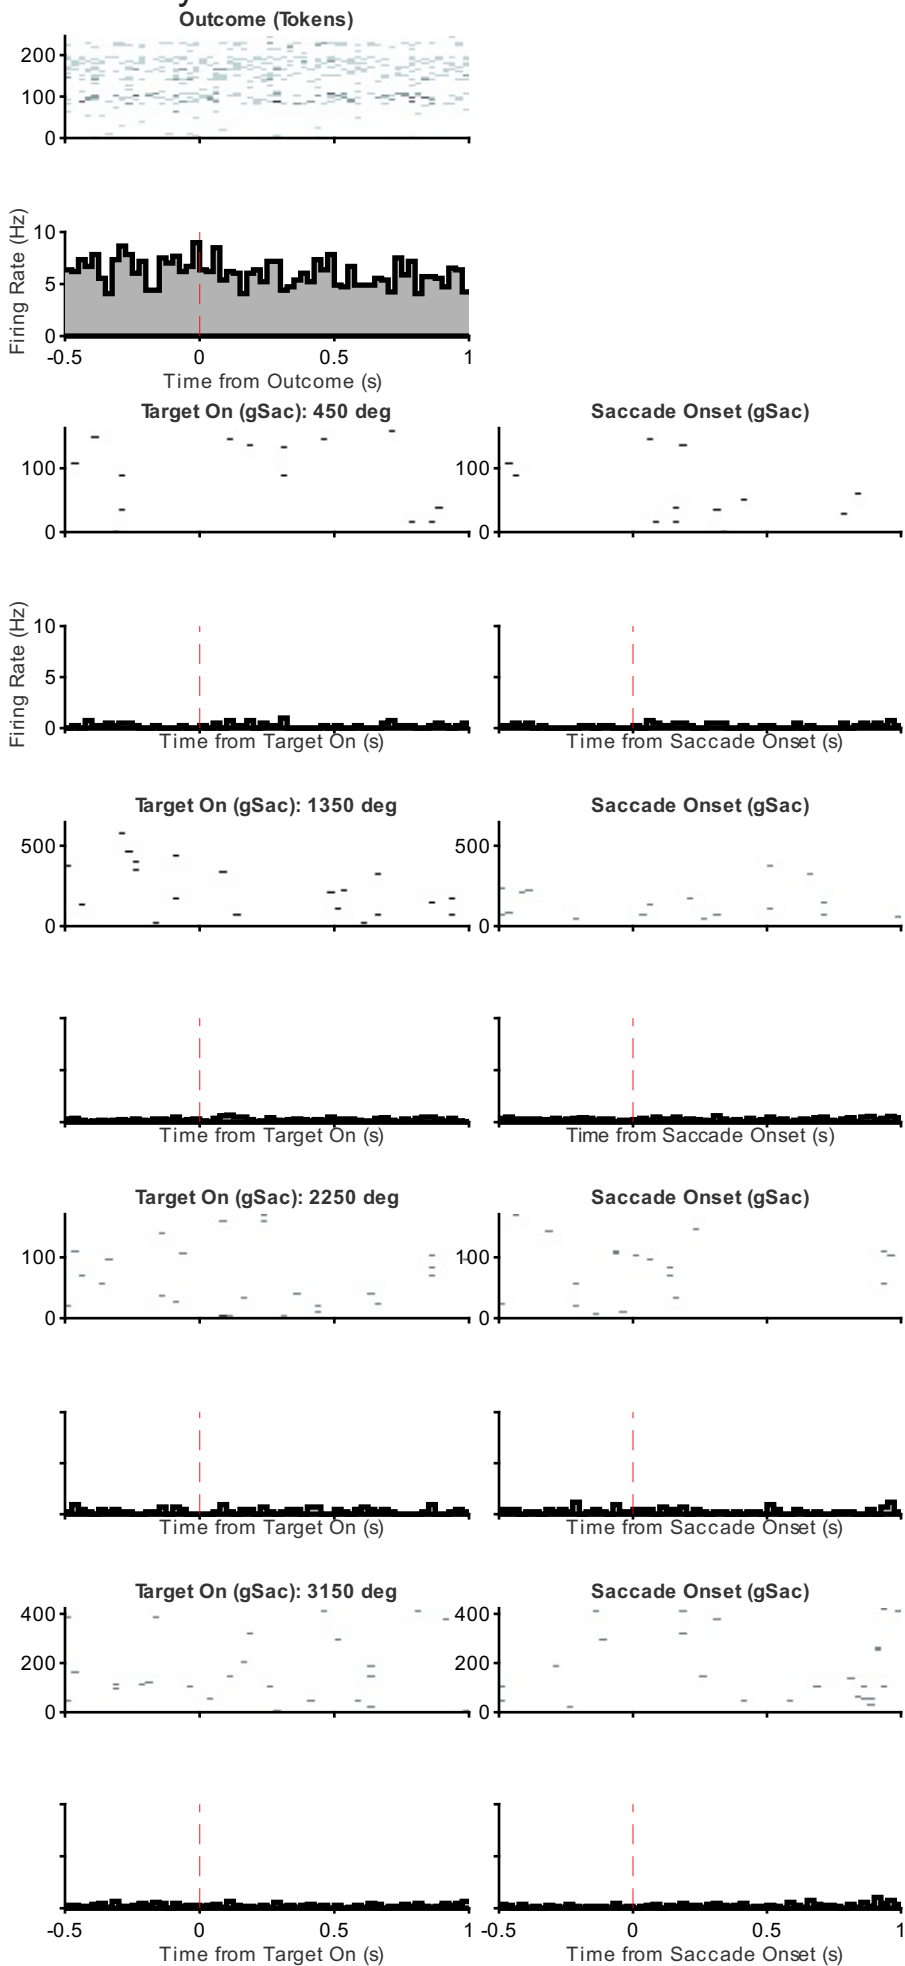 Outcome (Tokens)
200
100
0
Firing Rate (Hz)
10
5
0
-0.5 0 0.5 1
Time from Outcome (s)
Target On (gSac): 450 deg Saccade Onset (gSac)
100 100
0 0
Firing Rate (Hz)
10
5
0
Time from Target On (s) Time from Saccade Onset (s)
Target On (gSac): 1350 deg Saccade Onset (gSac)
500 500
0 0
Time from Target On (s) Time from Saccade Onset (s)
Target On (gSac): 2250 deg Saccade Onset (gSac)
100 100
0 0
Time from Target On (s) Time from Saccade Onset (s)
Target On (gSac): 3150 deg Saccade Onset (gSac)
400 400
200 200
0 0
-0.5 0 0.5 1 -0.5 0 0.5 1
Time from Target On (s) Time from Saccade Onset (s)